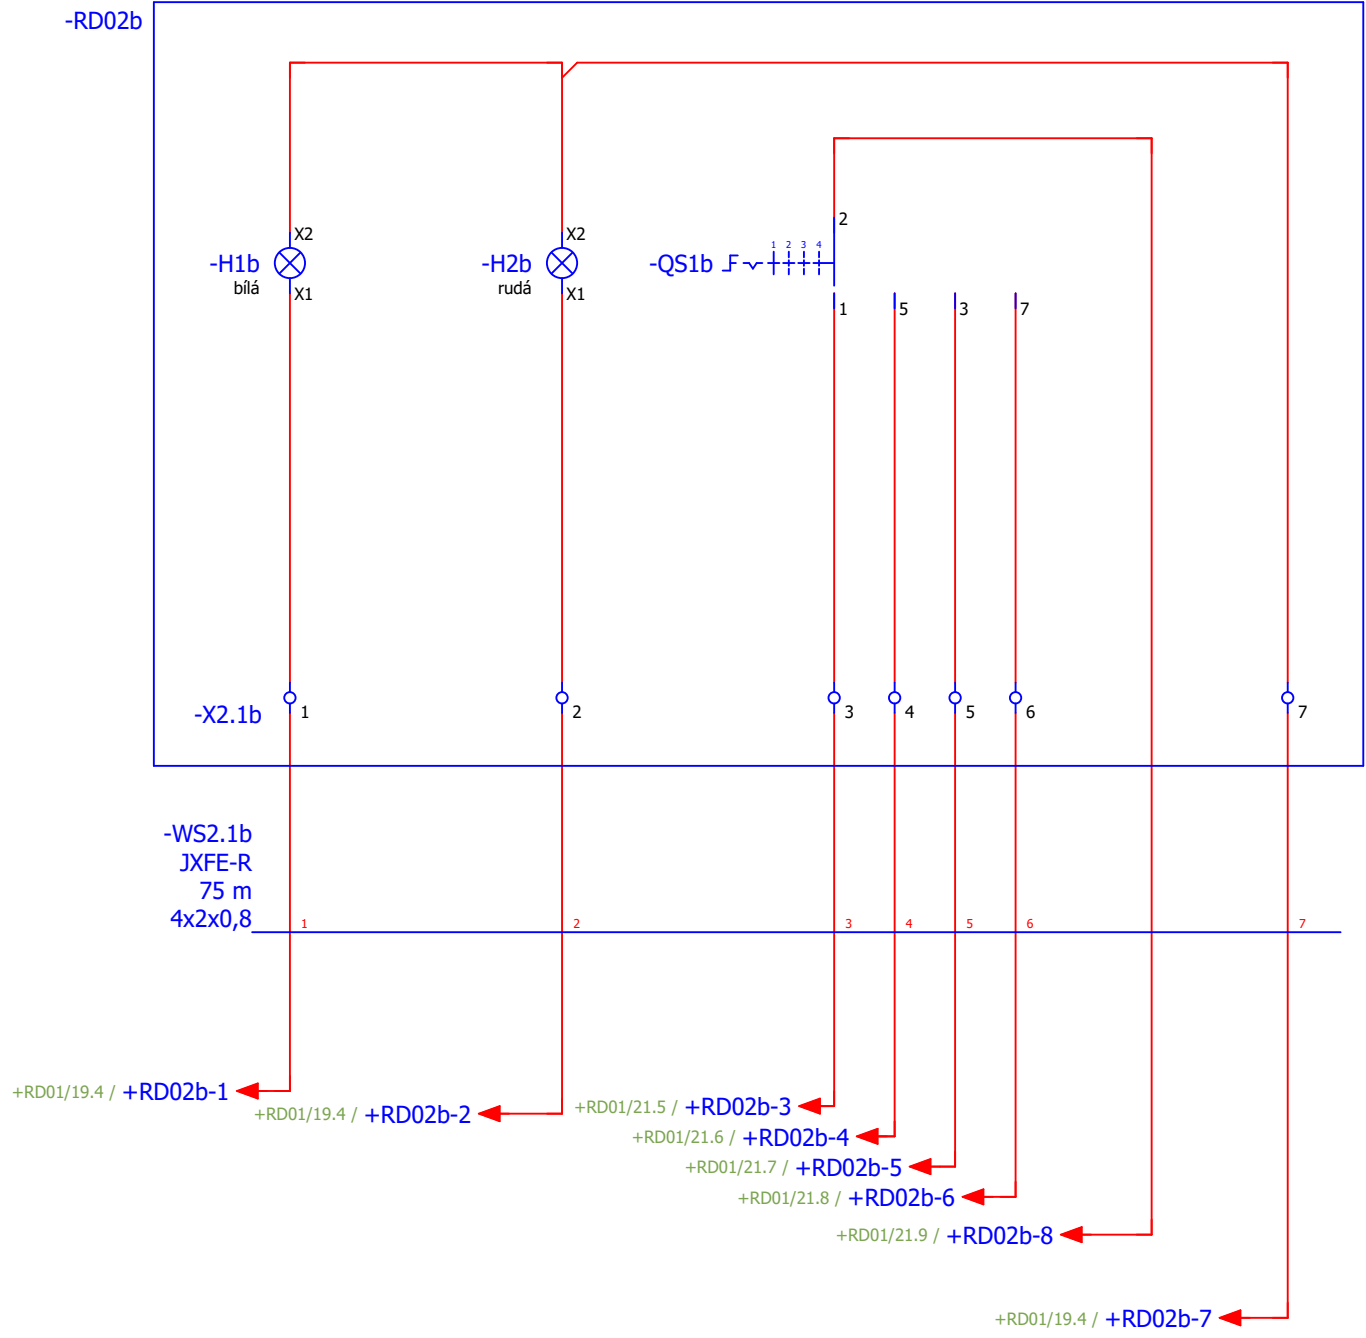 -RD02b
X2
-H1b
bílá
X1
X2
-H2b
rudá
X1
2
-QS1b
1 2 3 4
1 5 3 7
-X2.1b
1 2 3 4 5 6 7
-WS2.1b
JXFE-R
75 m
4x2x0,8
1 2 3 4 5 6 7
+RD01/19.4 / +RD02b-1
+RD01/19.4 / +RD02b-2
+RD01/21.5 / +RD02b-3
+RD01/21.6 / +RD02b-4
+RD01/21.7 / +RD02b-5
+RD01/21.8 / +RD02b-6
+RD01/21.9 / +RD02b-8
+RD01/19.4 / +RD02b-7